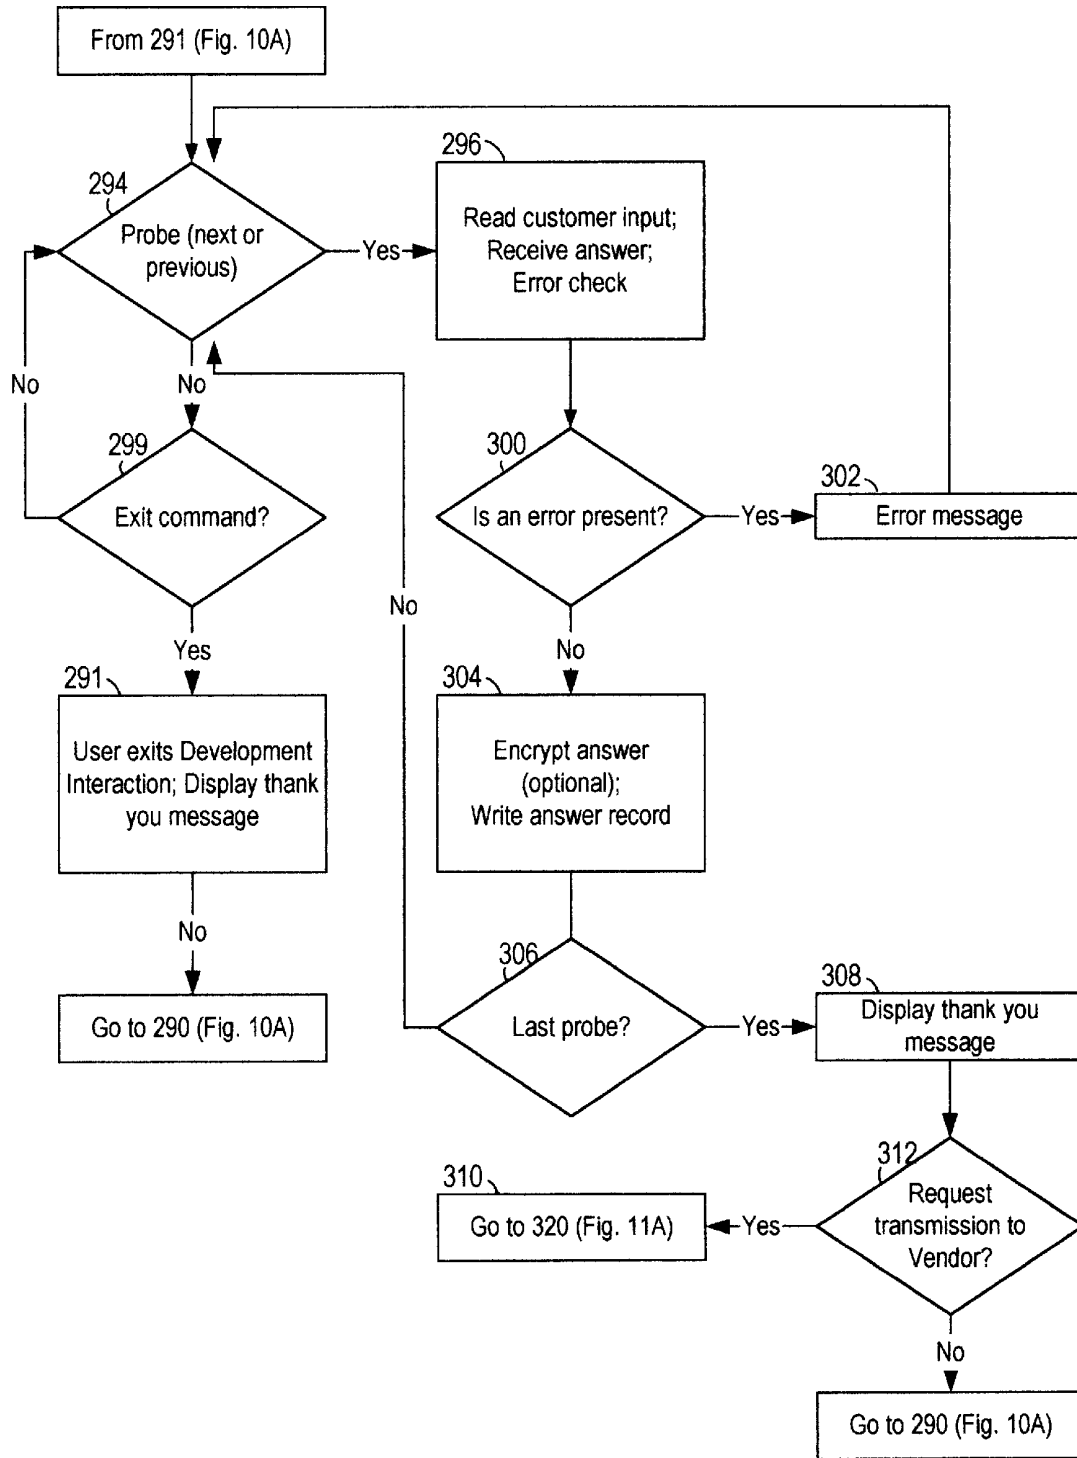 From 291 (Fig. 10A)
294
Probe (next or
previous)
Yes
296
Read customer input;
Receive answer;
Error check
No
No
299
Exit command?
300
Is an error present?
Yes
302
Error message
Yes
No
No
291
User exits Development
Interaction; Display thank
you message
304
Encrypt answer
(optional);
Write answer record
No
306
Last probe?
Yes
308
Display thank you
message
Go to 290 (Fig. 10A)
310
Go to 320 (Fig. 11A)
Yes
312
Request
transmission to
Vendor?
No
Go to 290 (Fig. 10A)